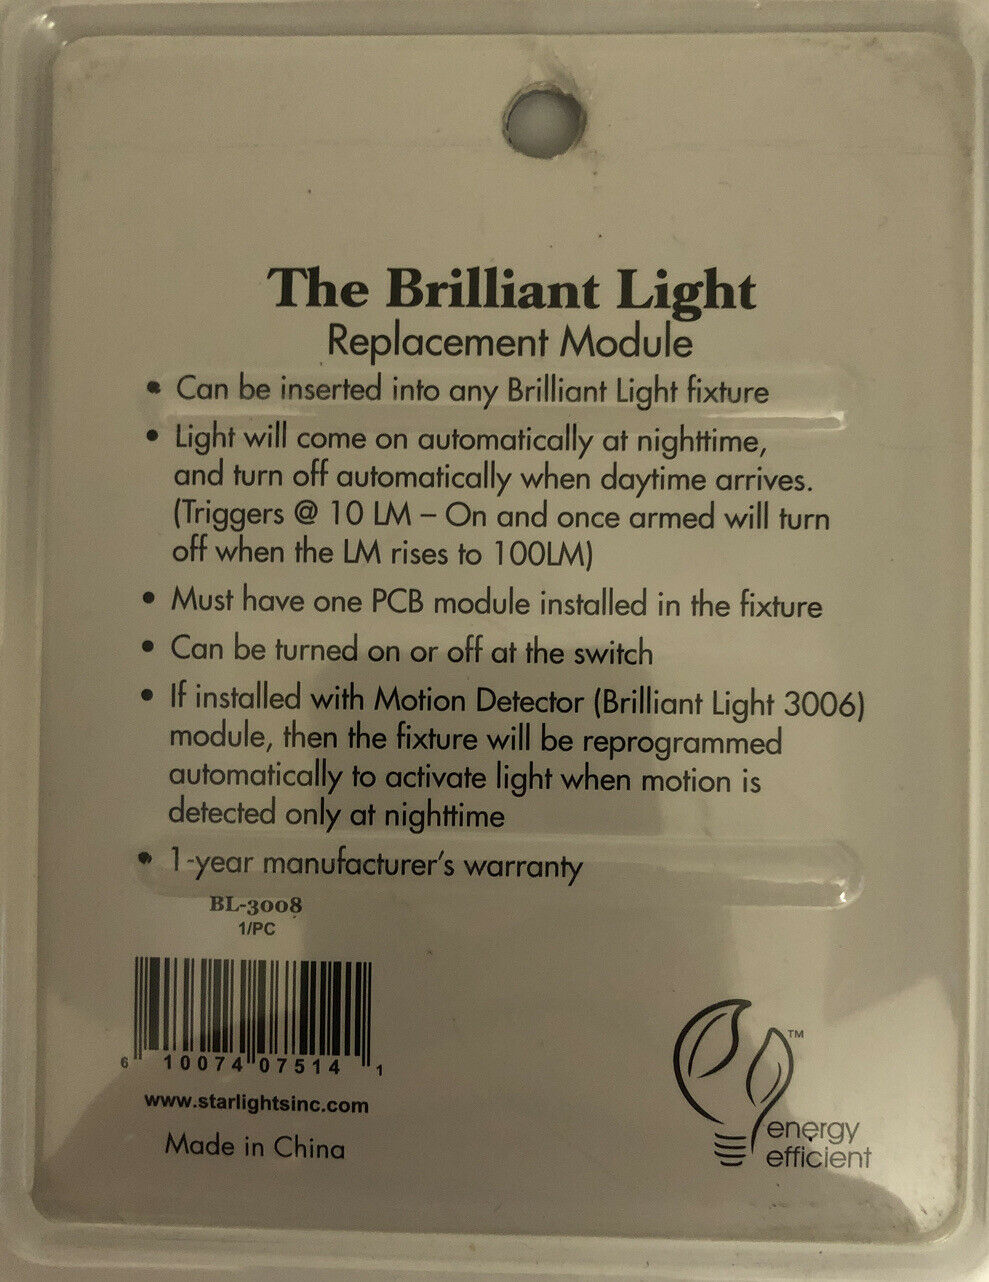 The Brilliant Light
Replacement Module
• Can be inserted into any Brilliant Light fixture
• Light will come on automatically at nighttime,
and turn off automatically when daytime arrives.
(Triggers @ 10 LM – On and once armed will turn
off when the LM rises to 100LM)
• Must have one PCB module installed in the fixture
• Can be turned on or off at the switch
• If installed with Motion Detector (Brilliant Light 3006)
module, then the fixture will be reprogrammed
automatically to activate light when motion is
detected only at nighttime
• 1-year manufacturer's warranty
BL-3008
1/PC
6 10074 07514 1
www.starlightsinc.com
Made in China
TM
energy
efficient